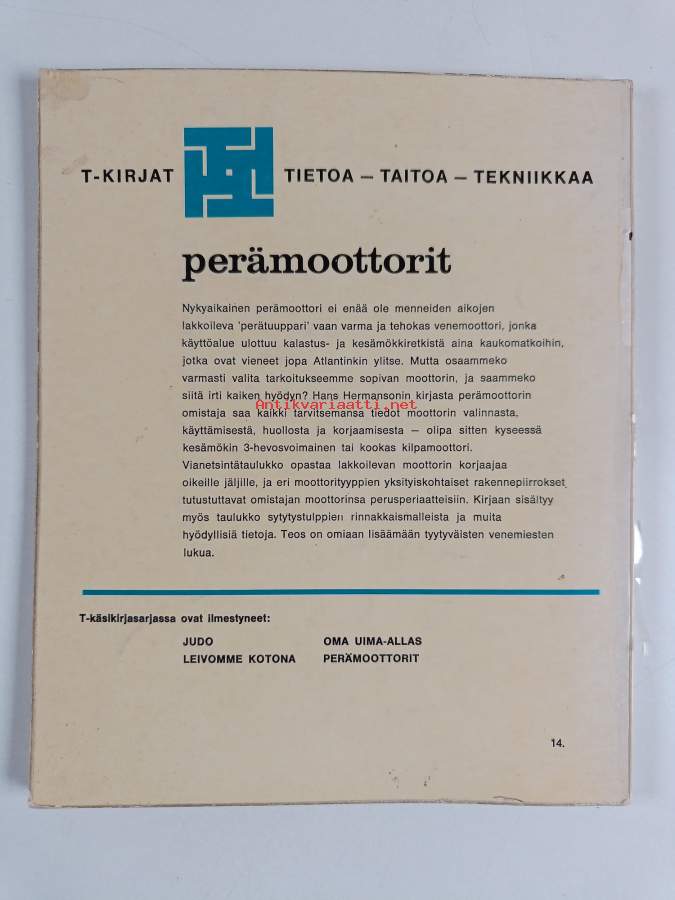 T-KIRJAT TIETOA — TAITOA — TEKNIIKKAA
perämoottorit
Nykyaikainen perämoottori ei enää ole menneiden aikojen
lakkoileva 'perätuuppari' vaan varma ja tehokas venemoottori, jonka
käyttöalue ulottuu kalastus- ja kesämökkiretkistä aina kaukomatkoihin,
jotka ovat vieneet jopa Atlantinkin ylitse. Mutta osaammeko
varmasti valita tarkoitukseemme sopivan moottorin, ja saammeko
siitä irti kaiken hyödyn? Hans Hermansonin kirjasta perämoottorin
Antikvariaatti.net
omistaja saa kaikki tarvitsemansa tiedot moottorin valinnasta,
käyttämisestä, huollosta ja korjaamisesta — olipa sitten kyseessä
kesämökin 3-hevosvoimainen tai kookas kilpamoottori.
Vianetsintätaulukko opastaa lakkoilevan moottorin korjaajaa
oikeille jäljille, ja eri moottorityyppien yksityiskohtaiset rakennepiirrokset
tutustuttavat omistajan moottorinsa perusperiaatteisiin. Kirjaan sisältyy
myös taulukko sytytystulppien rinnakkaismalleista ja muita
hyödyllisiä tietoja. Teos on omiaan lisäämään tyytyväisten venemiesten
lukua.
T-käsikirjasarjassa ovat ilmestyneet:
JUDO OMA UIMA-ALLAS
LEIVOMME KOTONA PERÄMOOTTORIT
14.